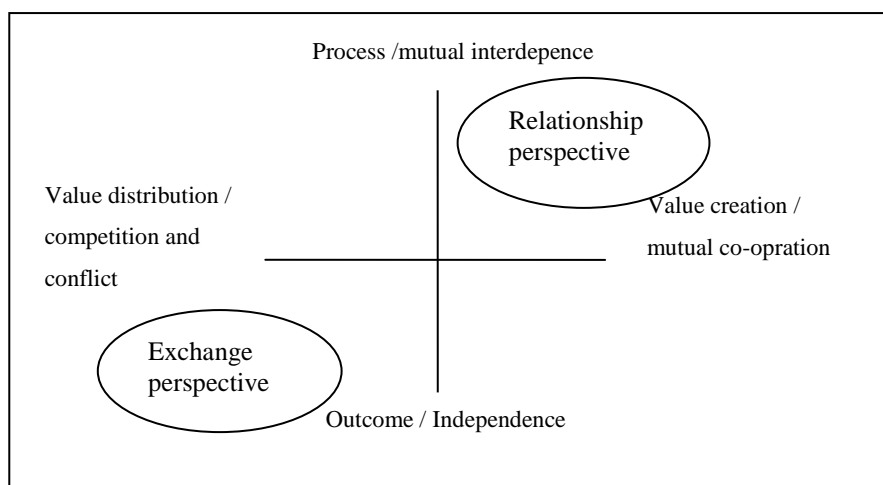 Process /mutual interdepence
Relationship
perspective
Value distribution /
competition and
conflict
Value creation /
mutual co-opration
Exchange
perspective
Outcome / Independence